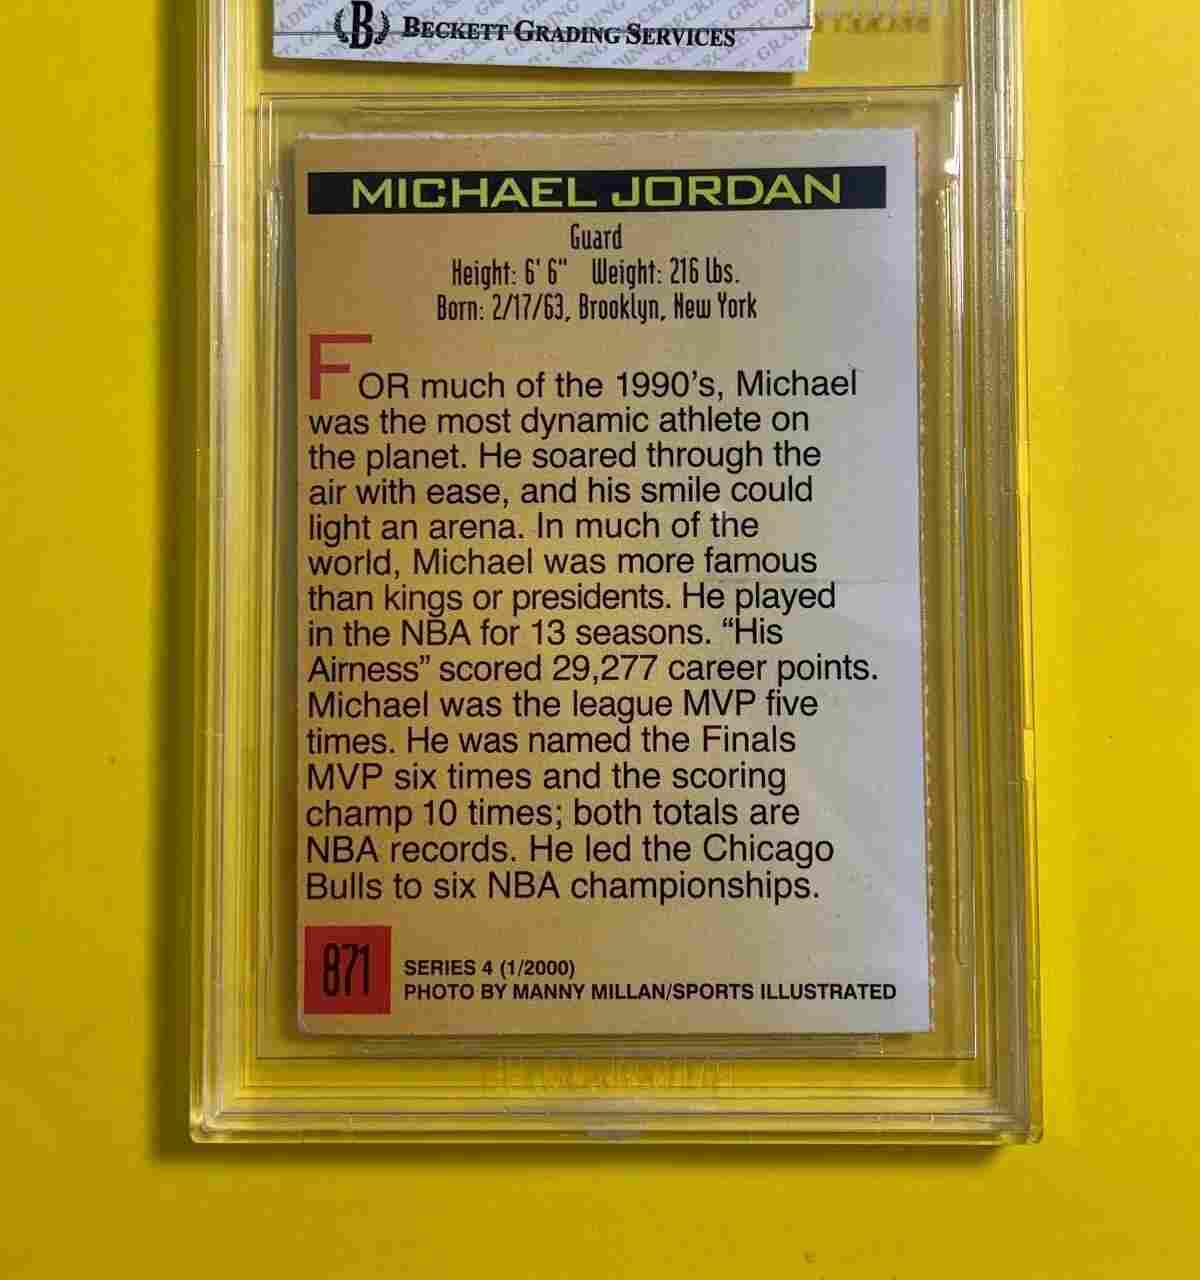 BECKETT GRADING SERVICES
MICHAEL JORDAN
Guard
Height: 6' 6" Weight: 216 lbs.
Born: 2/17/63, Brooklyn, New York
FOR much of the 1990's, Michael
was the most dynamic athlete on
the planet. He soared through the
air with ease, and his smile could
light an arena. In much of the
world, Michael was more famous
than kings or presidents. He played
in the NBA for 13 seasons. “His
Airness” scored 29,277 career points.
Michael was the league MVP five
times. He was named the Finals
MVP six times and the scoring
champ 10 times; both totals are
NBA records. He led the Chicago
Bulls to six NBA championships.
871
SERIES 4 (1/2000)
PHOTO BY MANNY MILLAN/SPORTS ILLUSTRATED